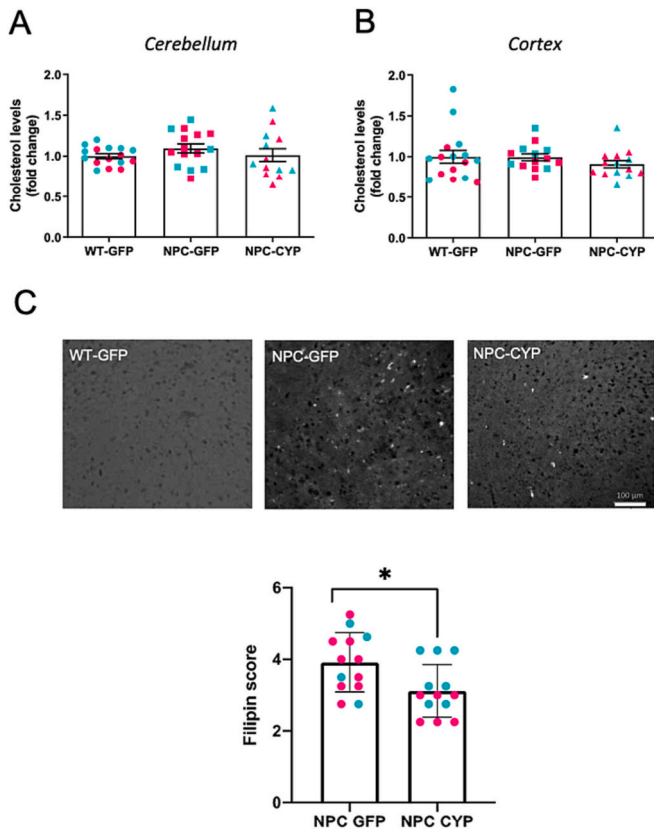 A
Cerebellum
Cholesterol levels
(fold change)
2.0
1.5
1.0
0.5
0.0
WT-GFP
NPC-GFP
NPC-CYP
B
Cortex
Cholesterol levels
(fold change)
2.0
1.5
1.0
0.5
0.0
WT-GFP
NPC-GFP
NPC-CYP
C
WT-GFP
NPC-GFP
NPC-CYP
100 µm
*
Filipin score
6
4
2
0
NPC GFP
NPC CYP